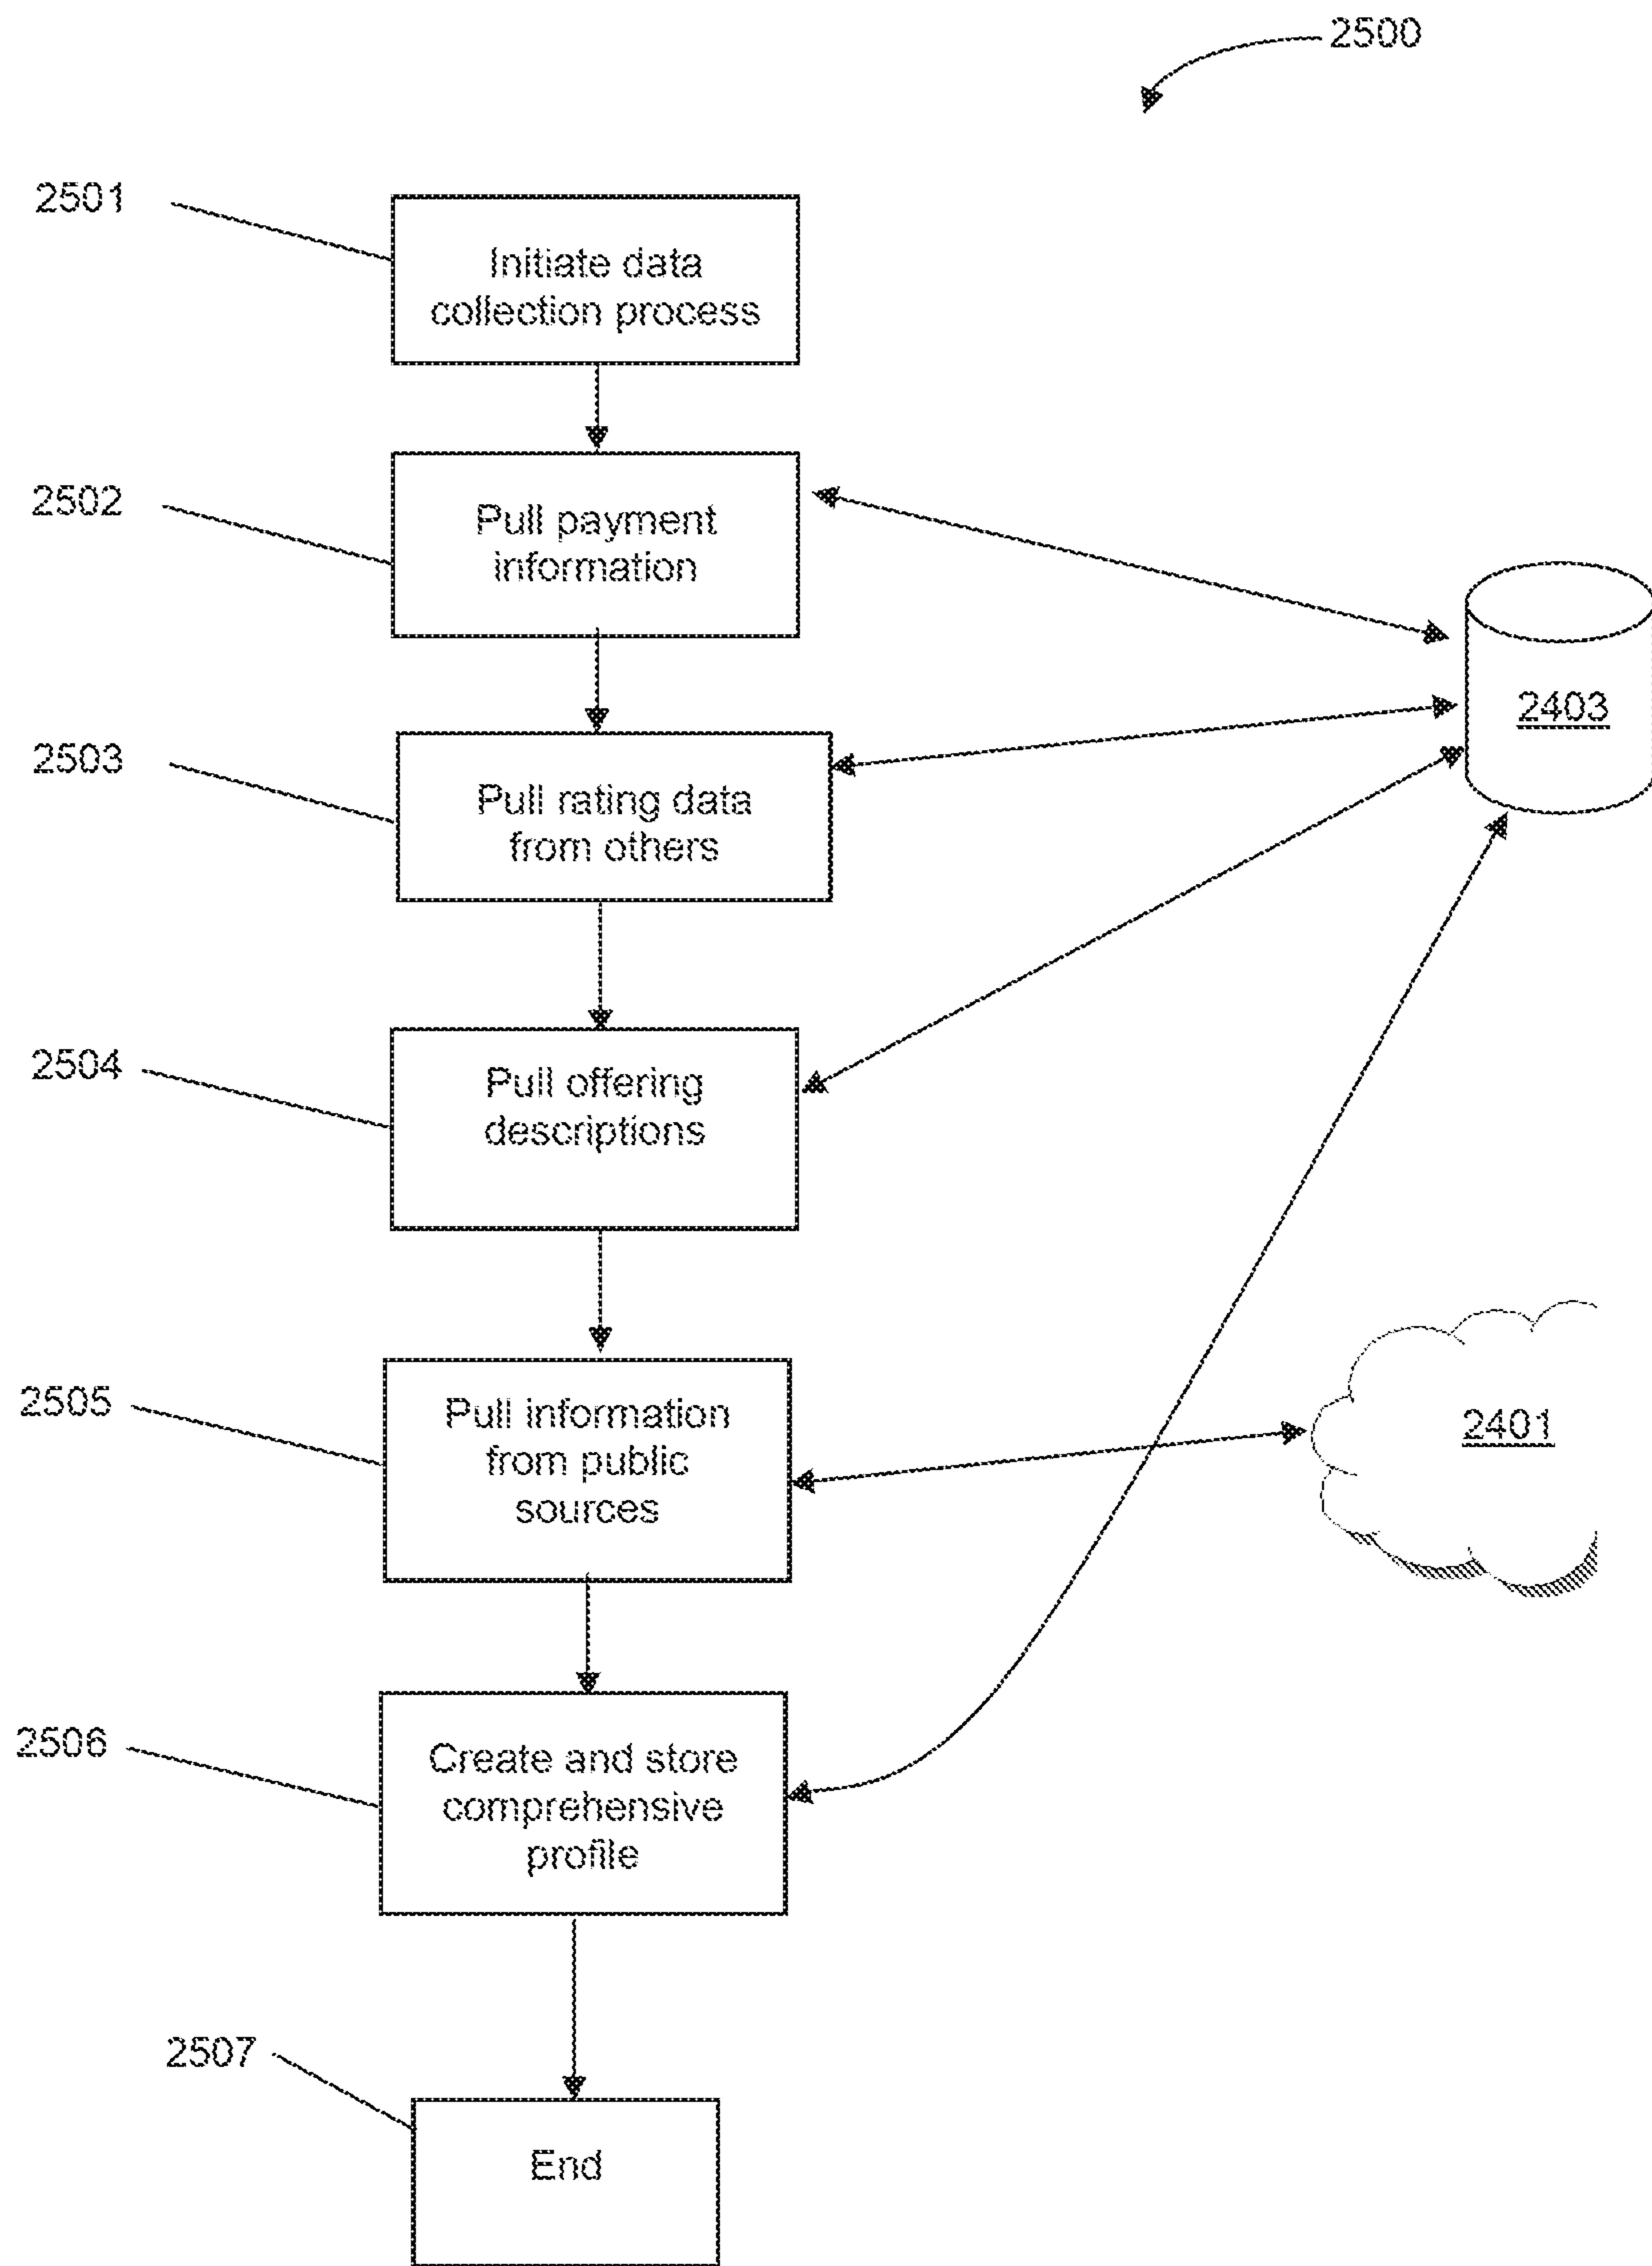 2500
2501
Initiate data
collection process
2502
Pull payment
information
2403
2503
Pull rating data
from others
2504
Pull offering
descriptions
2505
Pull information
from public
sources
2401
2506
Create and store
comprehensive
profile
2507
End